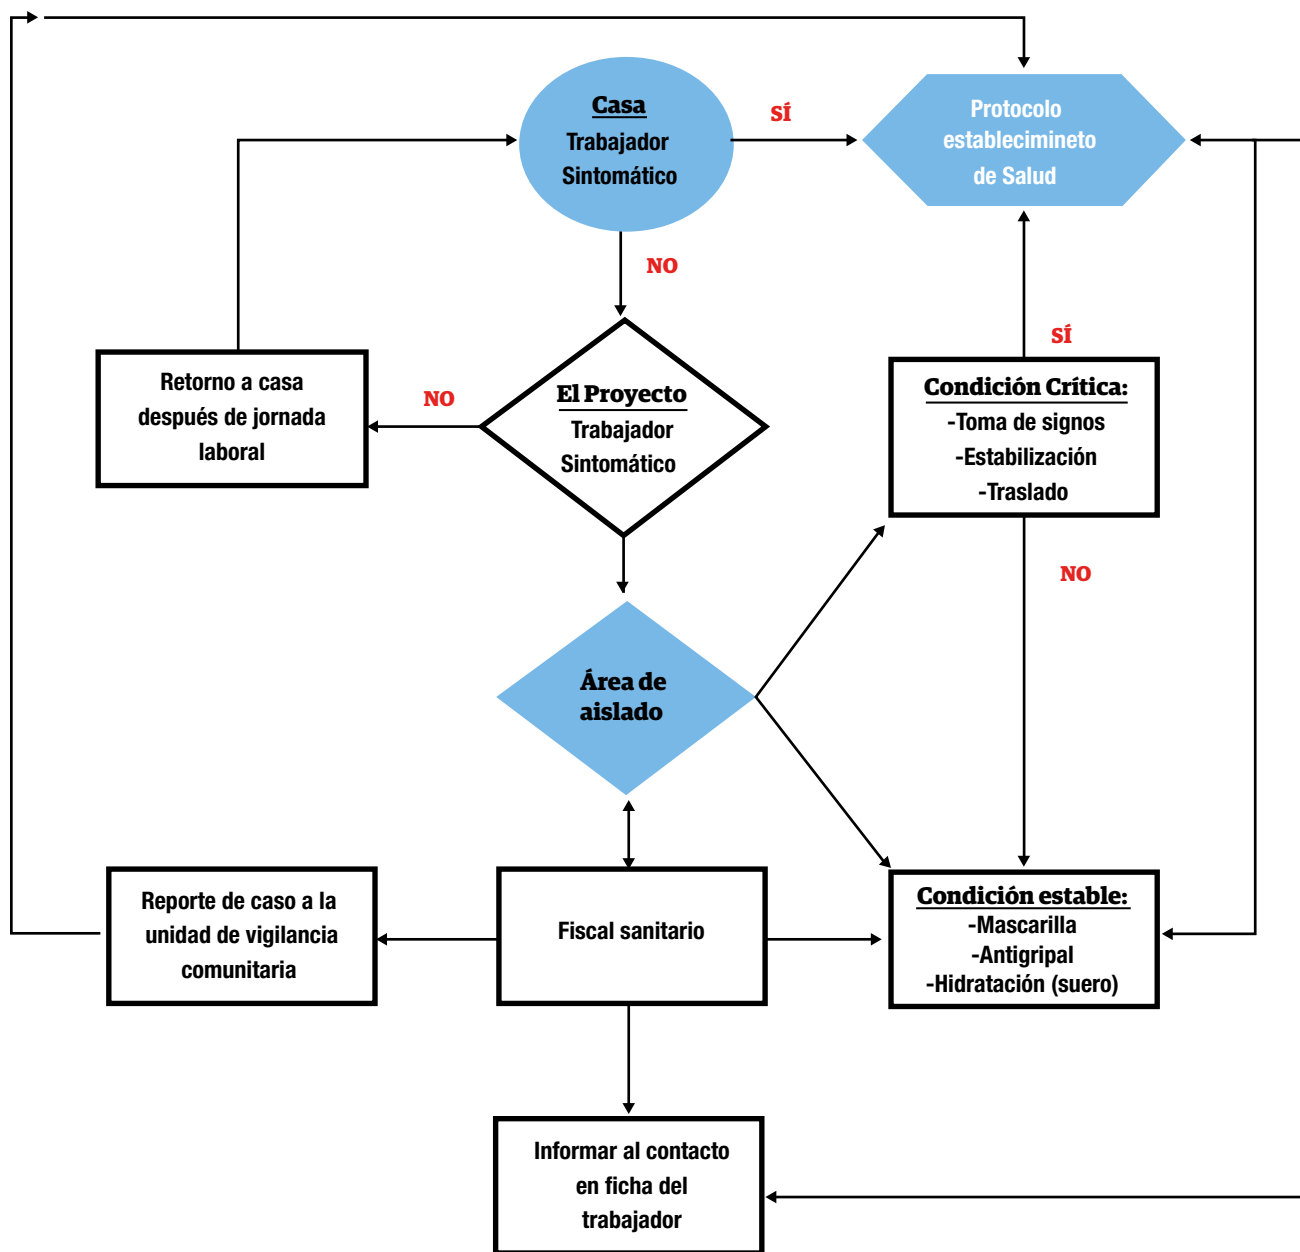 Casa
Trabajador
Sintomático
SÍ
Protocolo
establecimineto
de Salud
NO
Retorno a casa
después de jornada
laboral
NO
El Proyecto
Trabajador
Sintomático
SÍ
Condición Crítica:
-Toma de signos
-Estabilización
-Traslado
NO
Área de
aislado
Reporte de caso a la
unidad de vigilancia
comunitaria
Fiscal sanitario
Condición estable:
-Mascarilla
-Antigripal
-Hidratación (suero)
Informar al contacto
en ficha del
trabajador